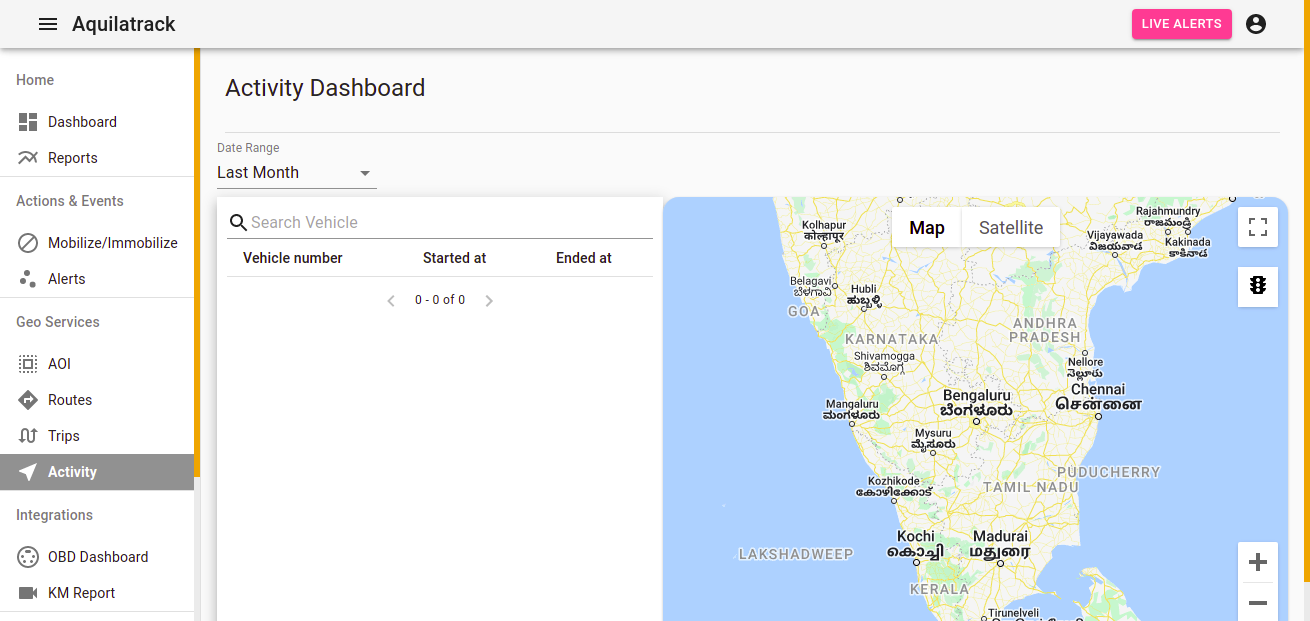 Aquilatrack
LIVE ALERTS
Home
Dashboard
Reports
Actions & Events
Mobilize/Immobilize
Alerts
Geo Services
AOI
Routes
Trips
Activity
Integrations
OBD Dashboard
KM Report
Activity Dashboard
Date Range
Last Month
Search Vehicle
Vehicle number Started at Ended at
0 - 0 of 0
Map Satellite
Kolhapur
कोल्हापूर
Rajahmundry
రాజమండ్రి
Vijayawada
విజయవాడ
Kakinada
కాకినాడ
Belagavi
ಬೆಳಗಾವಿ
Hubli
ಹುಬ್ಬಳ್ಳಿ
GOA
ANDHRA
PRADESH
KARNATAKA
Shivamogga
ಶಿವಮೊಗ್ಗ
Nellore
నెల్లూరు
Chennai
சென்னை
Bengaluru
ಬೆಂಗಳೂರು
Mangaluru
ಮಂಗಳೂರು
Mysuru
ಮೈಸೂರು
PUDUCHERRY
TAMIL NADU
Kozhikode
കോഴിക്കോട്
Kochi
കൊച്ചി
Madurai
மதுரை
LAKSHADWEEP
KERALA
Tirunelveli